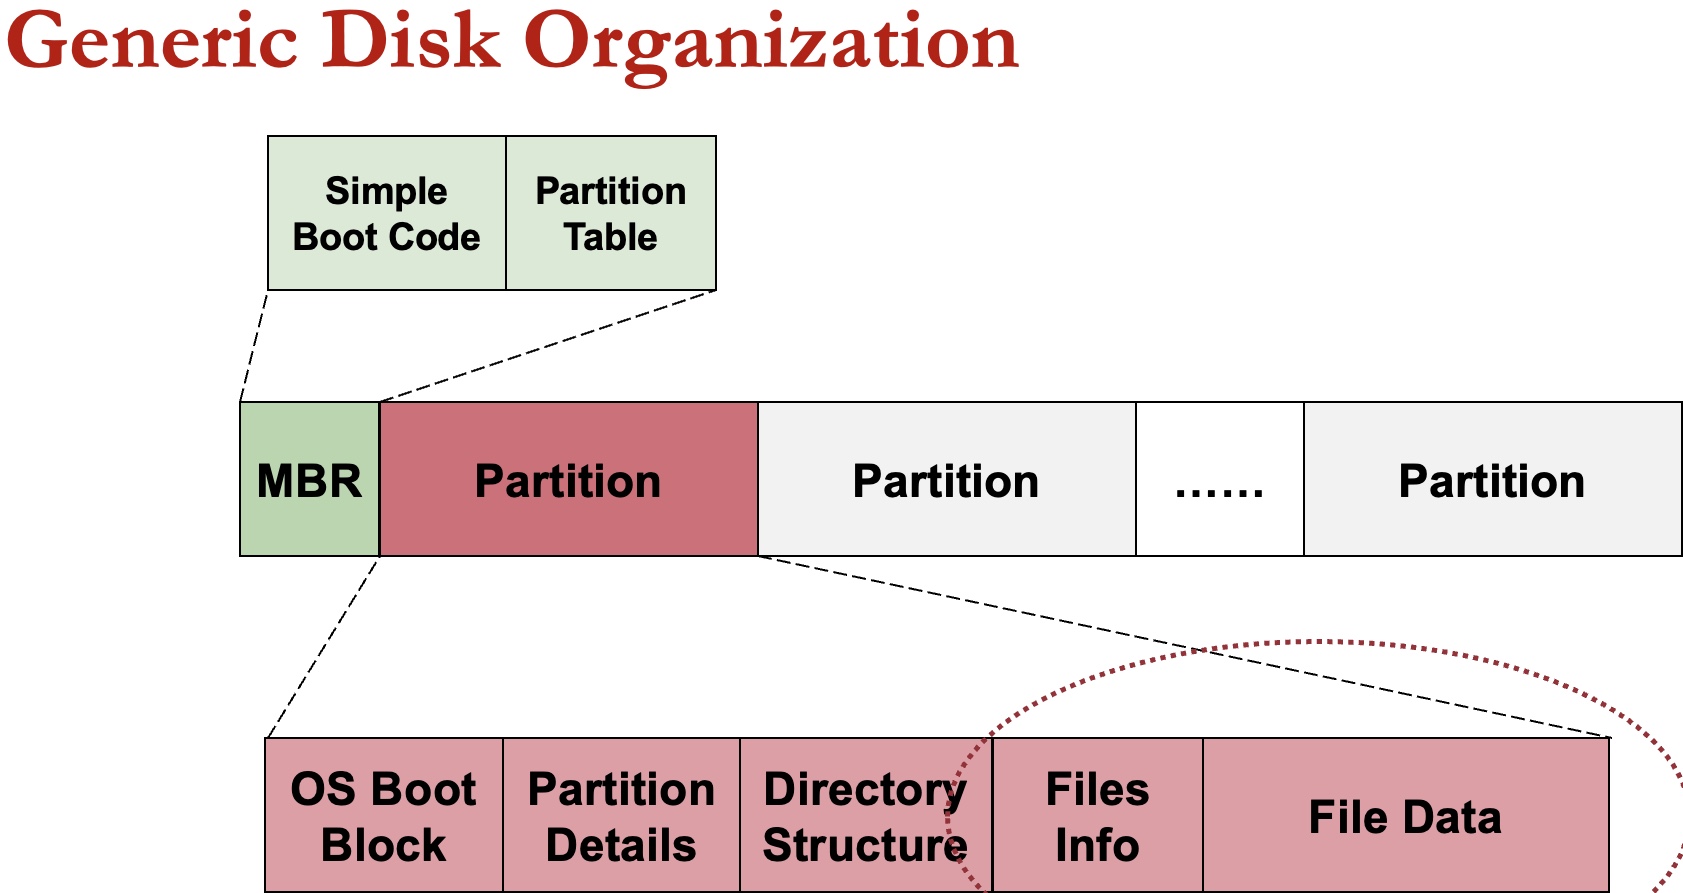 Generic Disk Organization
Simple
Boot Code
Partition
Table
MBR
Partition
Partition
......
Partition
OS Boot
Block
Partition
Details
Directory
Structure
Files
Info
File Data